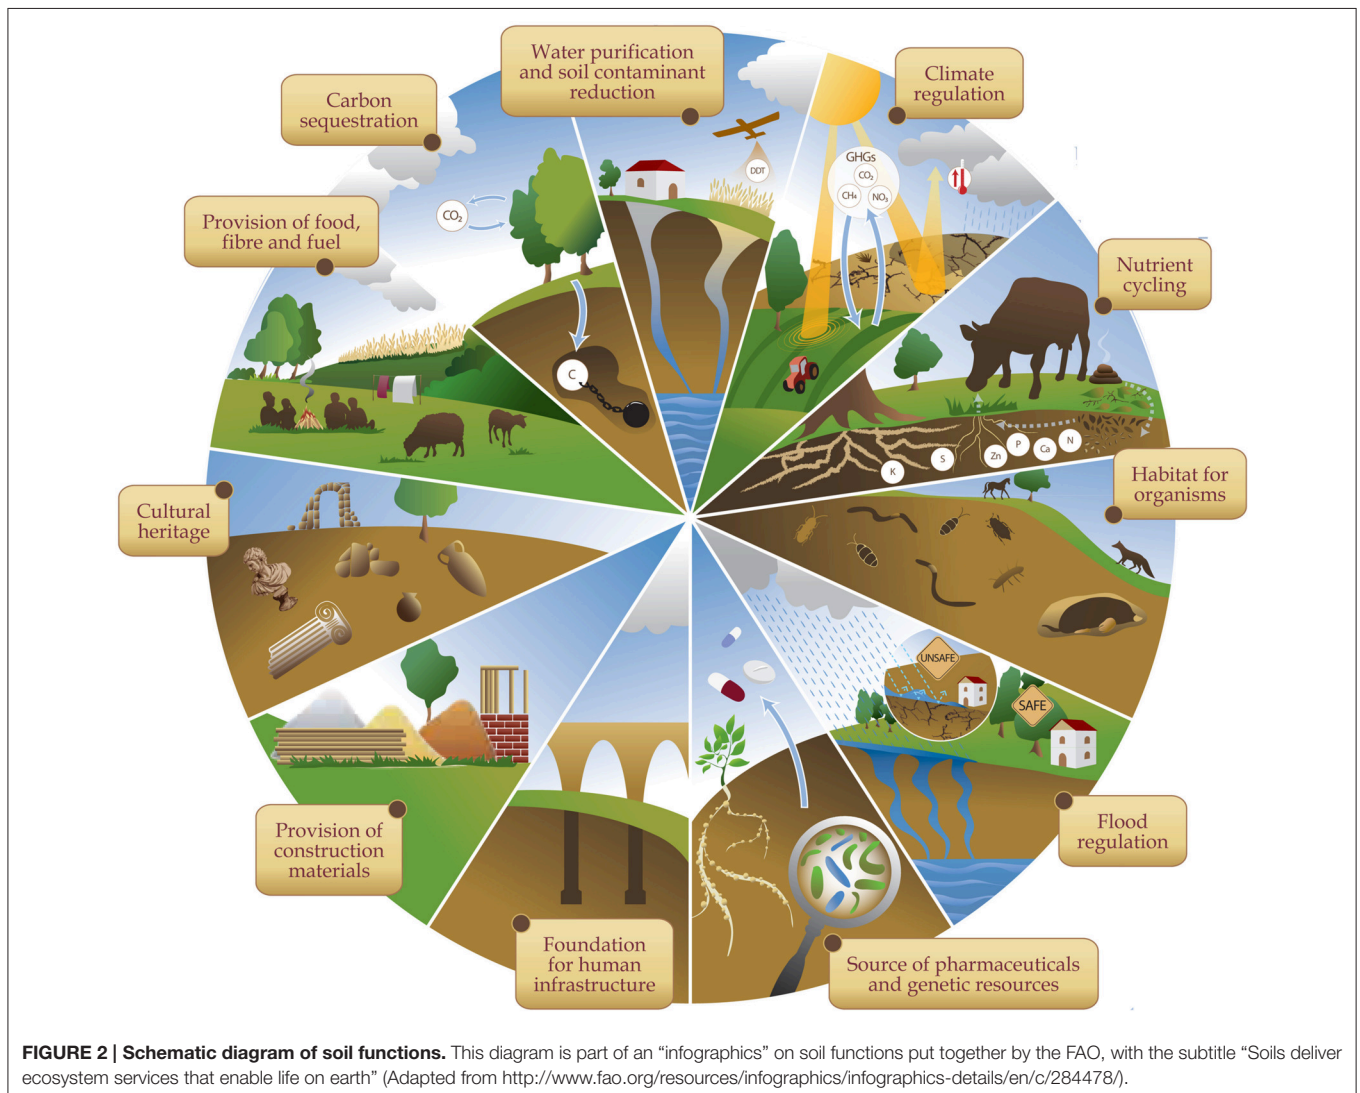 Water purification
and soil contaminant
reduction
Climate
regulation
Carbon
sequestration
Provision of food,
fibre and fuel
Nutrient
cycling
Cultural
heritage
Habitat for
organisms
Provision of
construction
materials
Flood
regulation
Foundation
for human
infrastructure
Source of pharmaceuticals
and genetic resources
CO₂
C
DDT
GHGs
CO₂
CH₄
NO₃
K
S
Zn
P
Ca
N
UNSAFE
SAFE
FIGURE 2 | Schematic diagram of soil functions. This diagram is part of an “infographics” on soil functions put together by the FAO, with the subtitle “Soils deliver
ecosystem services that enable life on earth” (Adapted from http://www.fao.org/resources/infographics/infographics-details/en/c/284478/).